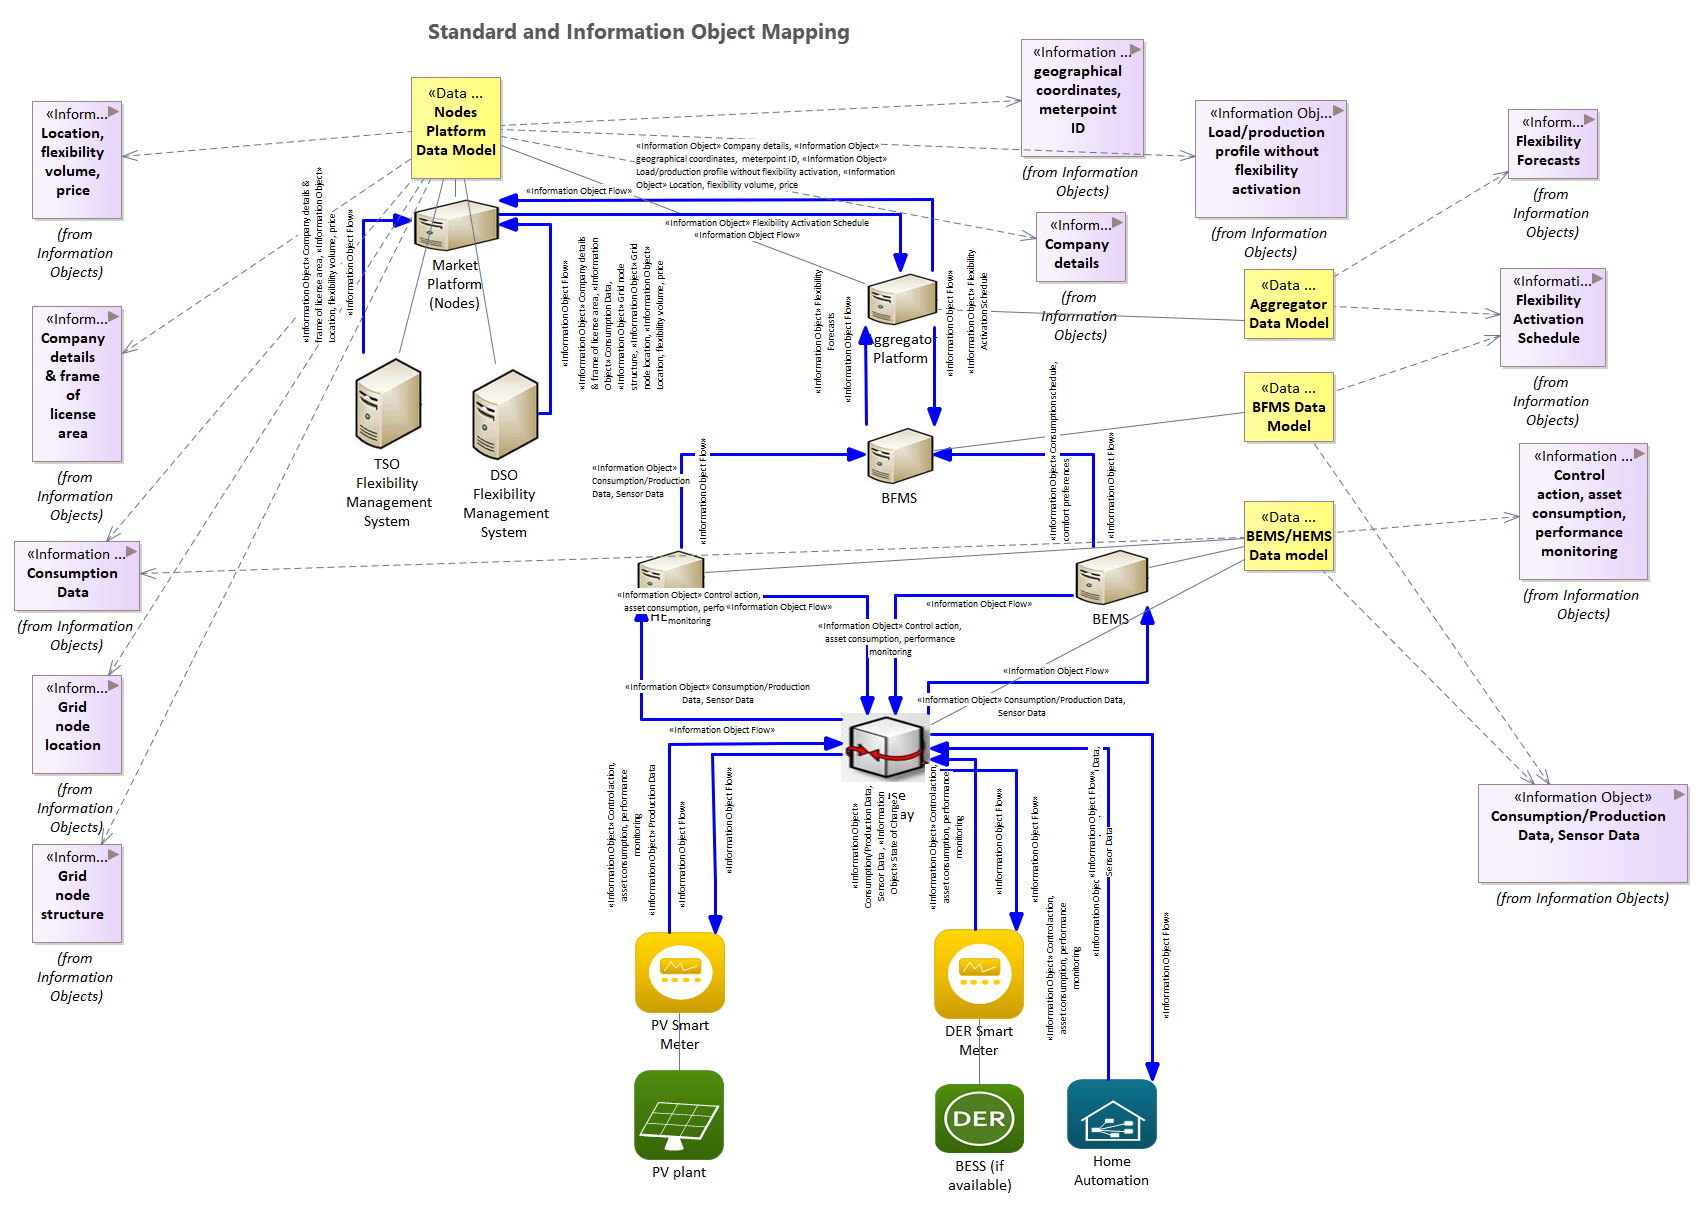 Standard and Information Object Mapping
«Inform...
Location,
flexibility
volume,
price
(from
Information
Objects)
«Data ...
Nodes
Platform
Data Model
«Information ...
geographical
coordinates,
meterpoint
ID
(from Information
Objects)
«Information Obj...
Load/production
profile without
flexibility
activation
(from Information
Objects)
«Inform...
Flexibility
Forecasts
(from
Information
Objects)
«Information Object» Company details, «Information Object»
geographical coordinates,  meterpoint ID, «Information Object»
Load/production profile without flexibility activation, «Information
Object» Location, flexibility volume, price
«Information Object Flow»
«Information Object» Flexibility Activation Schedule
«Information Object Flow»
«Information Object» Company details &
frame of license area, «Information Object»
Location, flexibility volume, price
«Information Object Flow»
Market
Platform
(Nodes)
«Information Object Flow»
«Information Object» Company details
& frame of license area, «Information
Object» Consumption Data,
«Information Object» Grid node
structure, «Information Object» Grid
node location, «Information Object»
Location, flexibility volume, price
«Inform...
Company
details
(from
Information
Objects)
«Data ...
Aggregator
Data Model
«Informati...
Flexibility
Activation
Schedule
(from
Information
Objects)
«Inform...
Company
details
& frame
of
license
area
(from
Information
Objects)
«Information Object» Flexibility
Forecasts
«Information Object Flow»
Aggregator
Platform
«Information Object Flow»
«Information Object» Flexibility
Activation Schedule
TSO
Flexibility
Management
System
DSO
Flexibility
Management
System
«Data ...
BFMS Data
Model
«Information Object»
Consumption/Production
Data, Sensor Data
«Information Object Flow»
BFMS
«Information Object» Consumption schedule,
comfort preferences
«Information Object Flow»
«Information ...
Control
action, asset
consumption,
performance
monitoring
(from Information
Objects)
«Data ...
BEMS/HEMS
Data model
«Information ...
Consumption
Data
(from Information
Objects)
«Information Object» Control action,
asset consumption, perfo
monitoring
«Information Object Flow»
HE
«Information Object Flow»
BEMS
«Information Object» Control action,
asset consumption, performance
monitoring
«Information Object Flow»
«Inform...
Grid
node
location
(from
Information
Objects)
«Information Object» Consumption/Production
Data, Sensor Data
«Information Object Flow»
«Information Object» Consumption/Production Data,
Sensor Data
«Information Object» Control action,
asset consumption, performance
monitoring
«Information Object» Production Data
«Information Object Flow»
«Information Object Flow»
se
ay
«Information Object»
Consumption/Production Data,
Sensor Data , «Information
Object» State of Charge
«Information Object» Control action,
asset consumption, performance
monitoring
«Information Object Flow»
«Information Object Flow»
«Information Object» Control action,
asset consumption, performance
monitoring
«Information Objec
«Information Object Flow»
Data,
Sensor Data
«Information Object Flow»
«Information Object»
Consumption/Production
Data, Sensor Data
(from Information Objects)
«Inform...
Grid
node
structure
(from
Information
Objects)
PV Smart
Meter
DER Smart
Meter
PV plant
DER
BESS (if
available)
Home
Automation